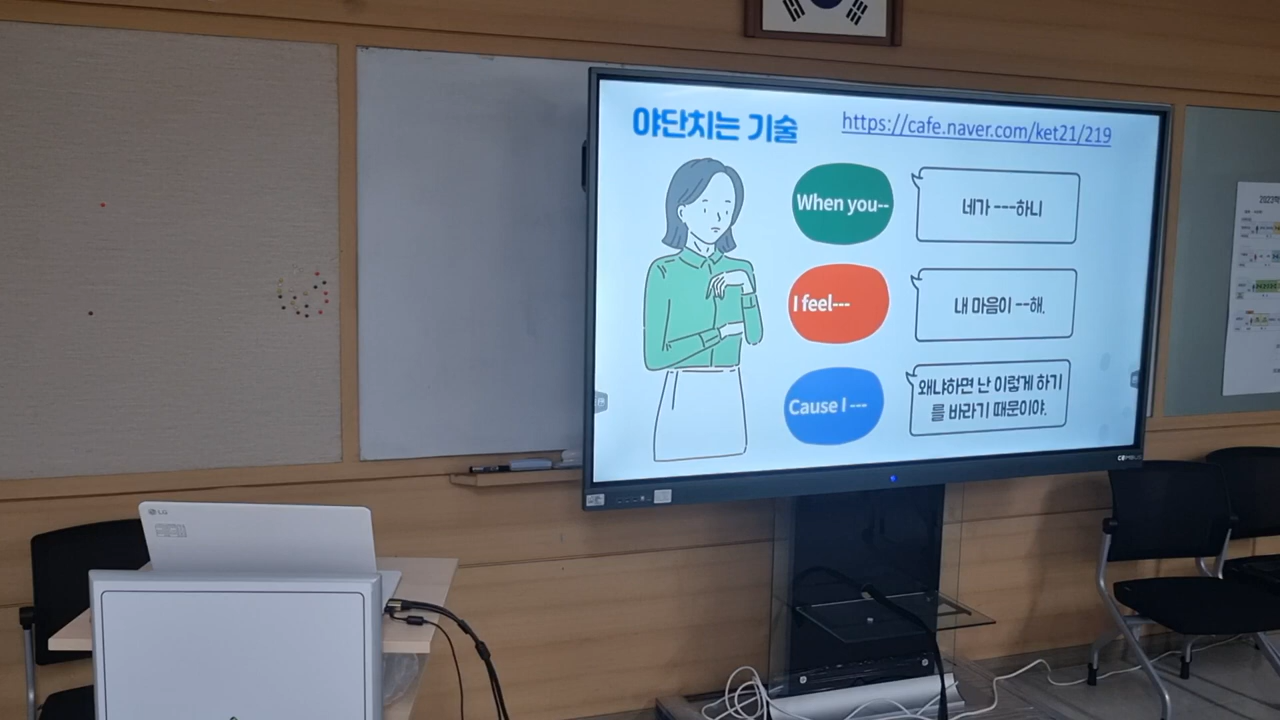 야단치는 기술
https://cafe.naver.com/ket21/219
When you--
네가 ---하니
I feel---
내 마음이 --해.
Cause I ---
왜냐하면 난 이렇게 하기
를 바라기 때문이야.
LG